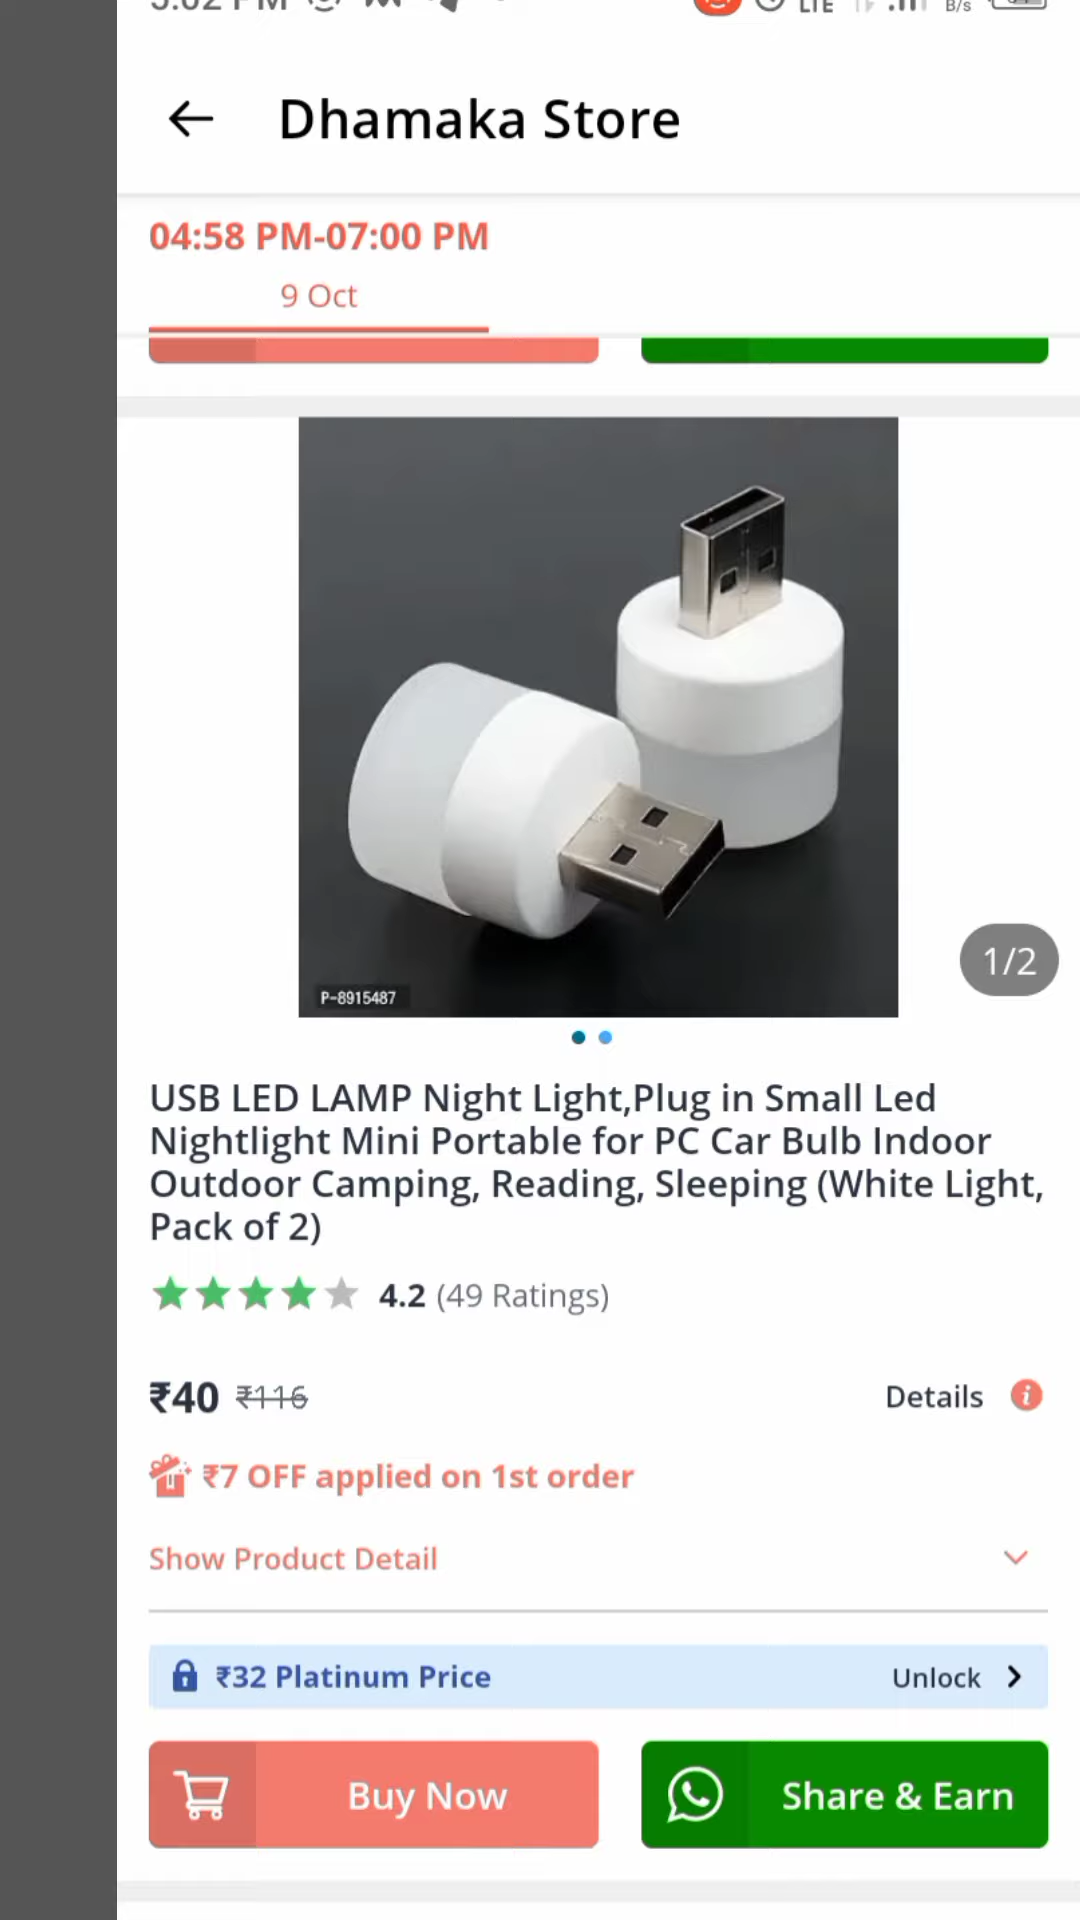 LTE
B/s
Dhamaka Store
04:58 PM-07:00 PM
9 Oct
P-8915487
1/2
USB LED LAMP Night Light,Plug in Small Led
Nightlight Mini Portable for PC Car Bulb Indoor
Outdoor Camping, Reading, Sleeping (White Light,
Pack of 2)
4.2 (49 Ratings)
₹40 ₹116
Details
₹7 OFF applied on 1st order
Show Product Detail
₹32 Platinum Price
Unlock
Buy Now
Share & Earn